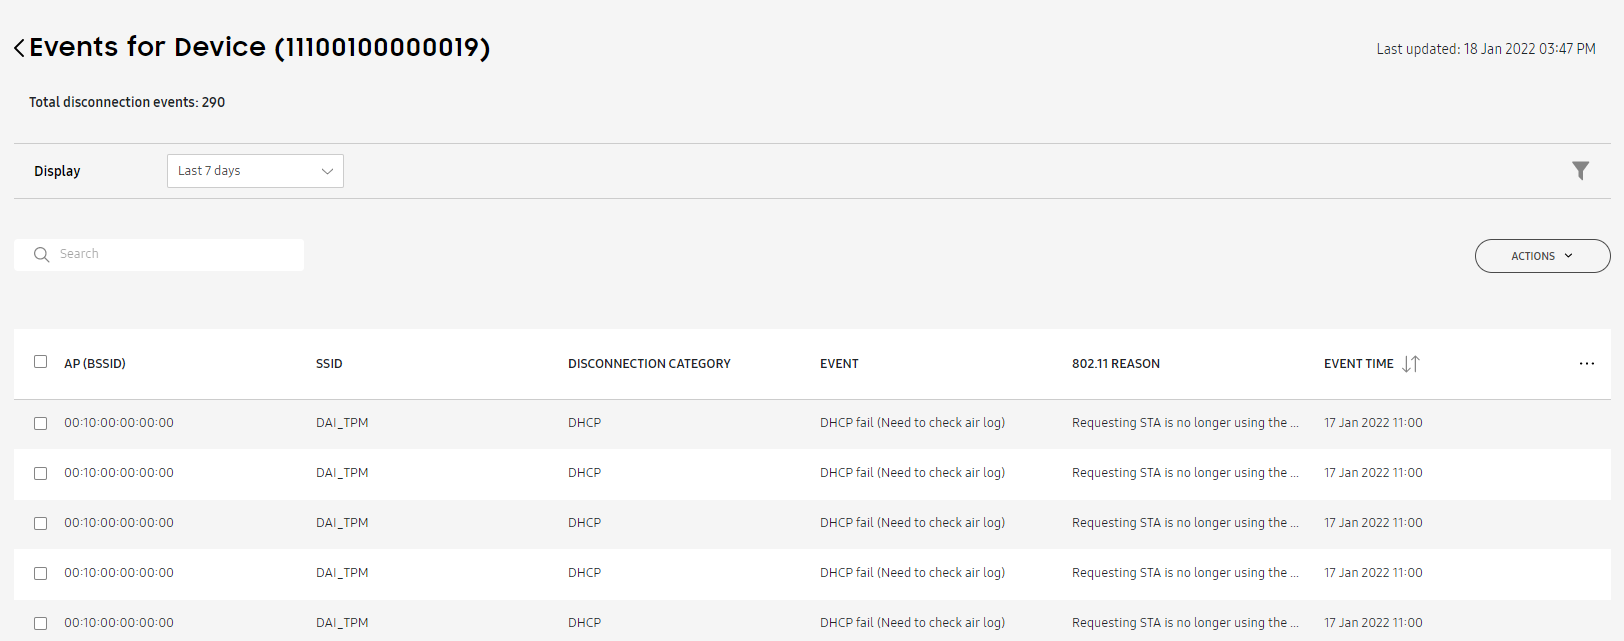 Events for Device (11100100000019)
Last updated: 18 Jan 2022 03:47 PM
Total disconnection events: 290
Display Last 7 days
Search
ACTIONS
AP (BSSID) SSID DISCONNECTION CATEGORY EVENT 802.11 REASON EVENT TIME ...
00:10:00:00:00:00 DAI_TPM DHCP DHCP fail (Need to check air log) Requesting STA is no longer using the ... 17 Jan 2022 11:00
00:10:00:00:00:00 DAI_TPM DHCP DHCP fail (Need to check air log) Requesting STA is no longer using the ... 17 Jan 2022 11:00
00:10:00:00:00:00 DAI_TPM DHCP DHCP fail (Need to check air log) Requesting STA is no longer using the ... 17 Jan 2022 11:00
00:10:00:00:00:00 DAI_TPM DHCP DHCP fail (Need to check air log) Requesting STA is no longer using the ... 17 Jan 2022 11:00
00:10:00:00:00:00 DAI_TPM DHCP DHCP fail (Need to check air log) Requesting STA is no longer using the ... 17 Jan 2022 11:00